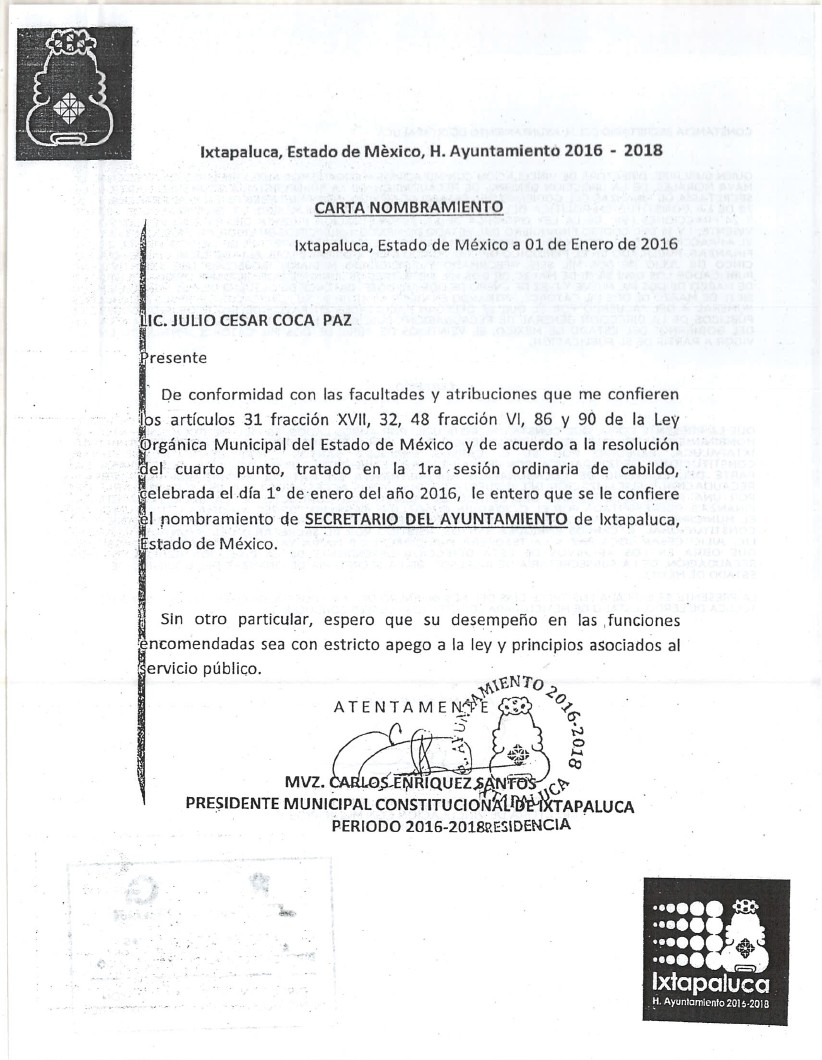 Ixtapaluca, Estado de Mèxico, H. Ayuntamiento 2016 - 2018
CARTA NOMBRAMIENTO
Ixtapaluca, Estado de México a 01 de Enero de 2016
LIC. JULIO CESAR COCA PAZ
Presente
De conformidad con las facultades y atribuciones que me confieren
los artículos 31 fracción XVII, 32, 48 fracción VI, 86 y 90 de la Ley
Orgánica Municipal del Estado de México y de acuerdo a la resolución
del cuarto punto, tratado en la 1ra sesión ordinaria de cabildo,
celebrada el día 1° de enero del año 2016, le entero que se le confiere
el nombramiento de SECRETARIO DEL AYUNTAMIENTO de Ixtapaluca,
Estado de México.
Sin otro particular, espero que su desempeño en las funciones
encomendadas sea con estricto apego a la ley y principios asociados al
servicio público.
ATENTAMENTE
H. AYUNTAMIENTO 2016-2018
IXTAPALUCA
MVZ. CARLOS ENRIQUEZ SANTOS
PRESIDENTE MUNICIPAL CONSTITUCIONAL DE IXTAPALUCA
PERIODO 2016-2018
PRESIDENCIA
Ixtapaluca
H. Ayuntamiento 2016-2018